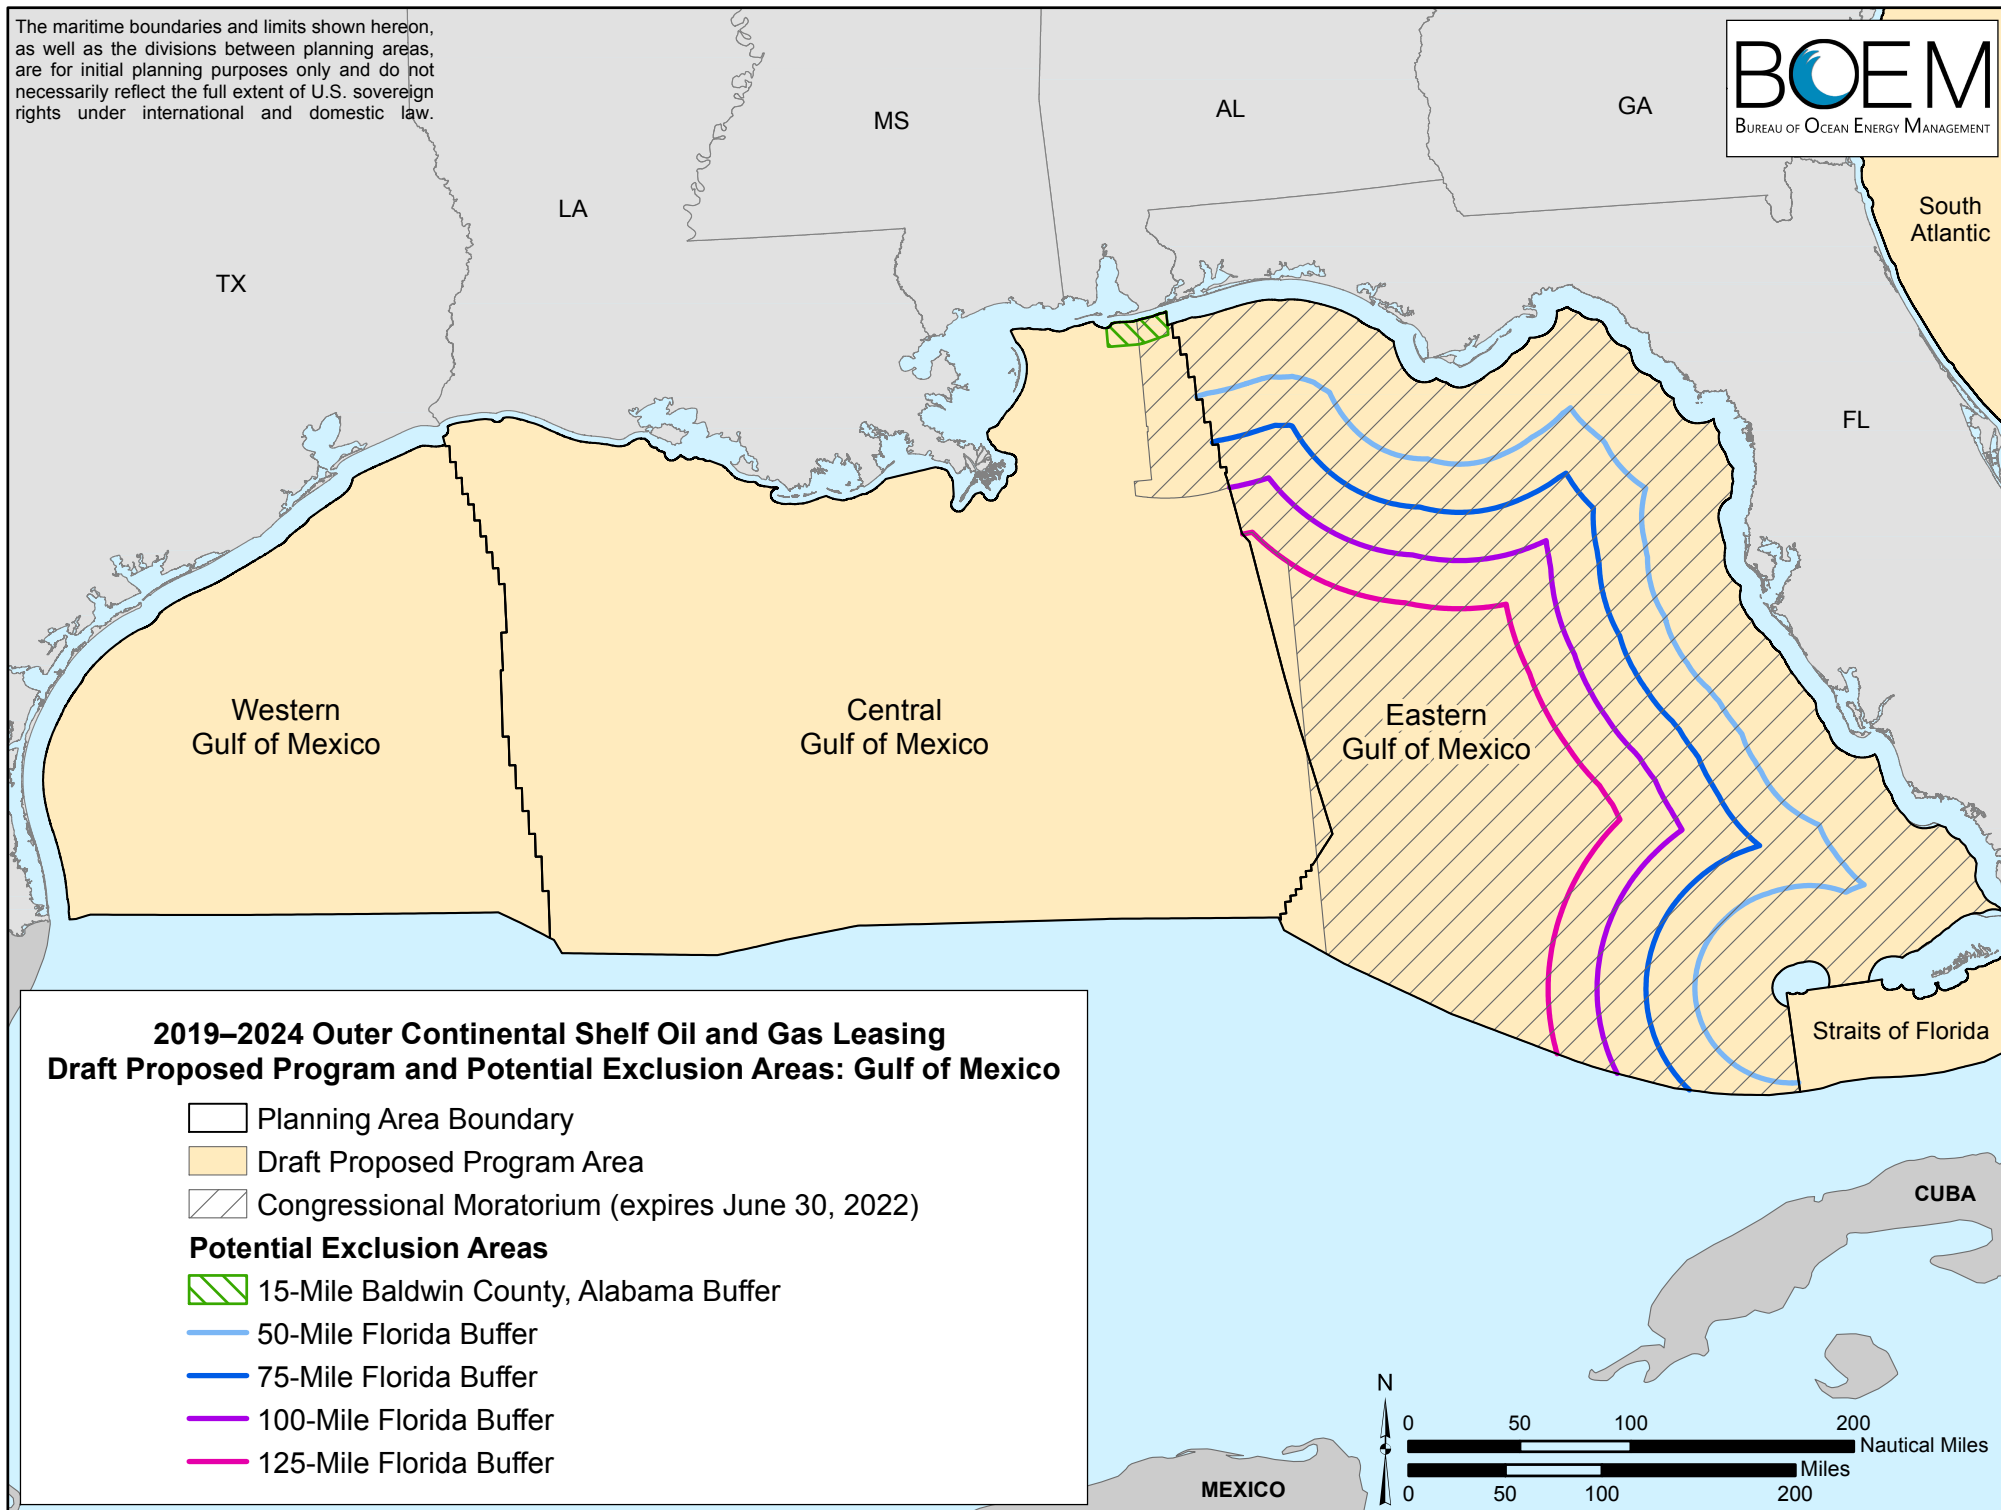 The maritime boundaries and limits shown hereon,
as well as the divisions between planning areas,
are for initial planning purposes only and do not
necessarily reflect the full extent of U.S. sovereign
rights under international and domestic law.
BOEM
BUREAU OF OCEAN ENERGY MANAGEMENT
MS
AL
GA
LA
TX
South
Atlantic
FL
Western
Gulf of Mexico
Central
Gulf of Mexico
Eastern
Gulf of Mexico
Straits of Florida
2019–2024 Outer Continental Shelf Oil and Gas Leasing
Draft Proposed Program and Potential Exclusion Areas: Gulf of Mexico
Planning Area Boundary
Draft Proposed Program Area
Congressional Moratorium (expires June 30, 2022)
Potential Exclusion Areas
15-Mile Baldwin County, Alabama Buffer
50-Mile Florida Buffer
75-Mile Florida Buffer
100-Mile Florida Buffer
125-Mile Florida Buffer
CUBA
MEXICO
N
0 50 100 200
Nautical Miles
Miles
0 50 100 200